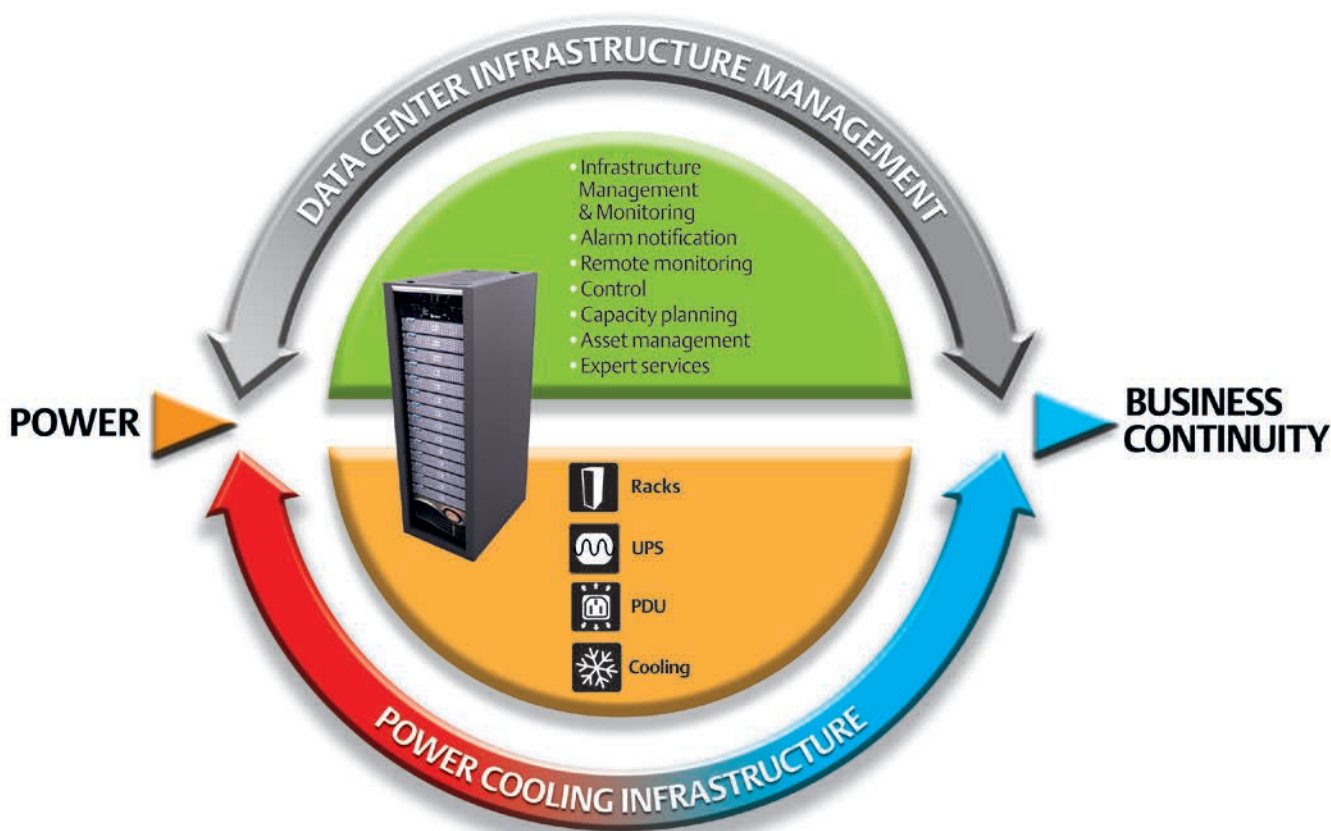 DATA CENTER INFRASTRUCTURE MANAGEMENT
• Infrastructure
Management
& Monitoring
• Alarm notification
• Remote monitoring
• Control
• Capacity planning
• Asset management
• Expert services
POWER
BUSINESS
CONTINUITY
Racks
UPS
PDU
Cooling
POWER COOLING INFRASTRUCTURE